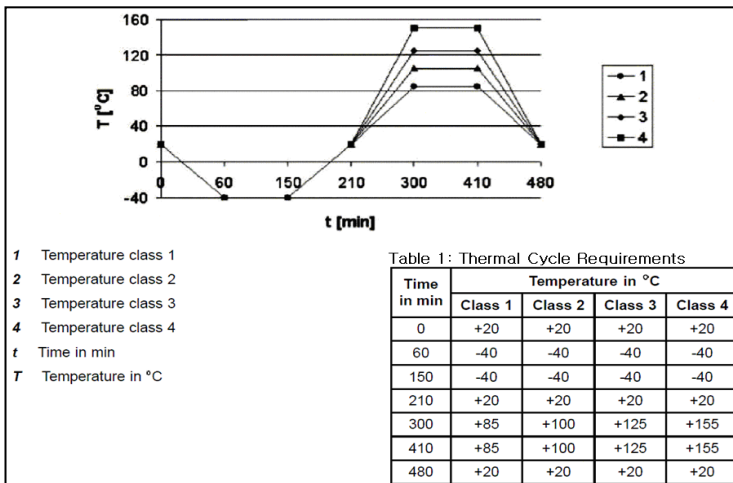 160
120
80
40
0
-40
T [°C]
0 60 150 210 300 410 480
t [min]
1
2
3
4
1 Temperature class 1
2 Temperature class 2
3 Temperature class 3
4 Temperature class 4
t Time in min
T Temperature in °C
Table 1: Thermal Cycle Requirements
Time in min Temperature in °C
Class 1 Class 2 Class 3 Class 4
0 +20 +20 +20 +20
60 -40 -40 -40 -40
150 -40 -40 -40 -40
210 +20 +20 +20 +20
300 +85 +100 +125 +155
410 +85 +100 +125 +155
480 +20 +20 +20 +20